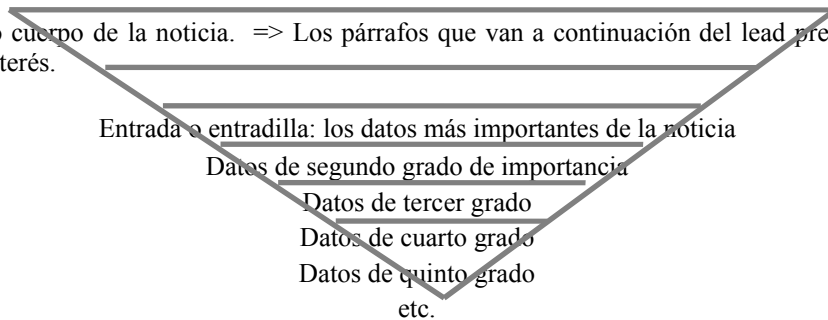 cuerpo de la noticia. => Los párrafos que van a continuación del lead pre
terés.
Entrada o entradilla: los datos más importantes de la noticia
Datos de segundo grado de importancia
Datos de tercer grado
Datos de cuarto grado
Datos de quinto grado
etc.